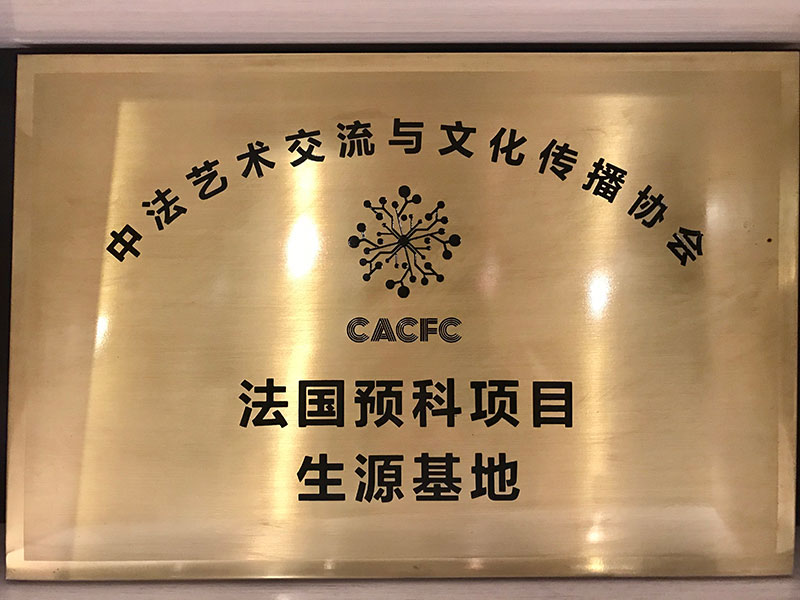 中法艺术交流与文化传播协会
CACFC
法国预科项目
生源基地